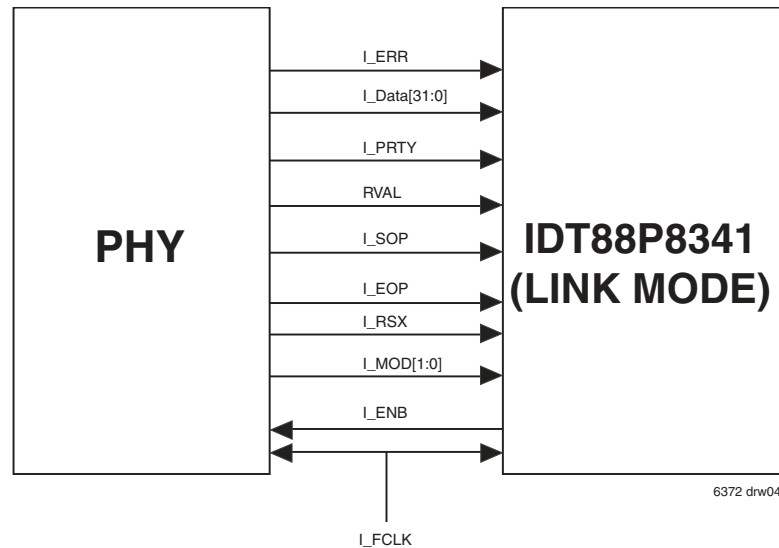 I_ERR
I_Data[31:0]
I_PRTY
RVAL
I_SOP
I_EOP
I_RSX
I_MOD[1:0]
I_ENB
I_FCLK
PHY
IDT88P8341
(LINK MODE)
6372 drw04